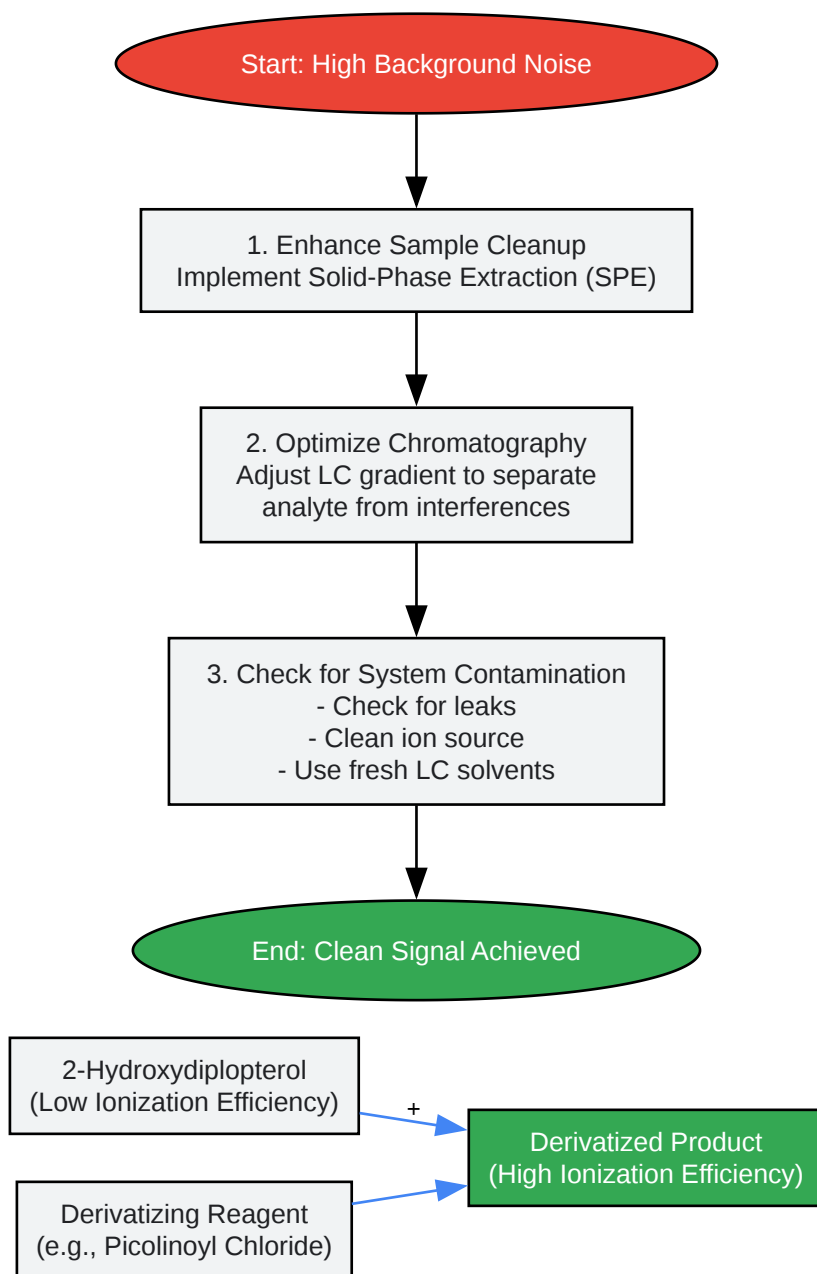 Start: High Background Noise
1. Enhance Sample Cleanup
Implement Solid-Phase Extraction (SPE)
2. Optimize Chromatography
Adjust LC gradient to separate
analyte from interferences
3. Check for System Contamination
- Check for leaks
- Clean ion source
- Use fresh LC solvents
End: Clean Signal Achieved
2-Hydroxydiplopterol
(Low Ionization Efficiency)
+
Derivatized Product
(High Ionization Efficiency)
Derivatizing Reagent
(e.g., Picolinoyl Chloride)